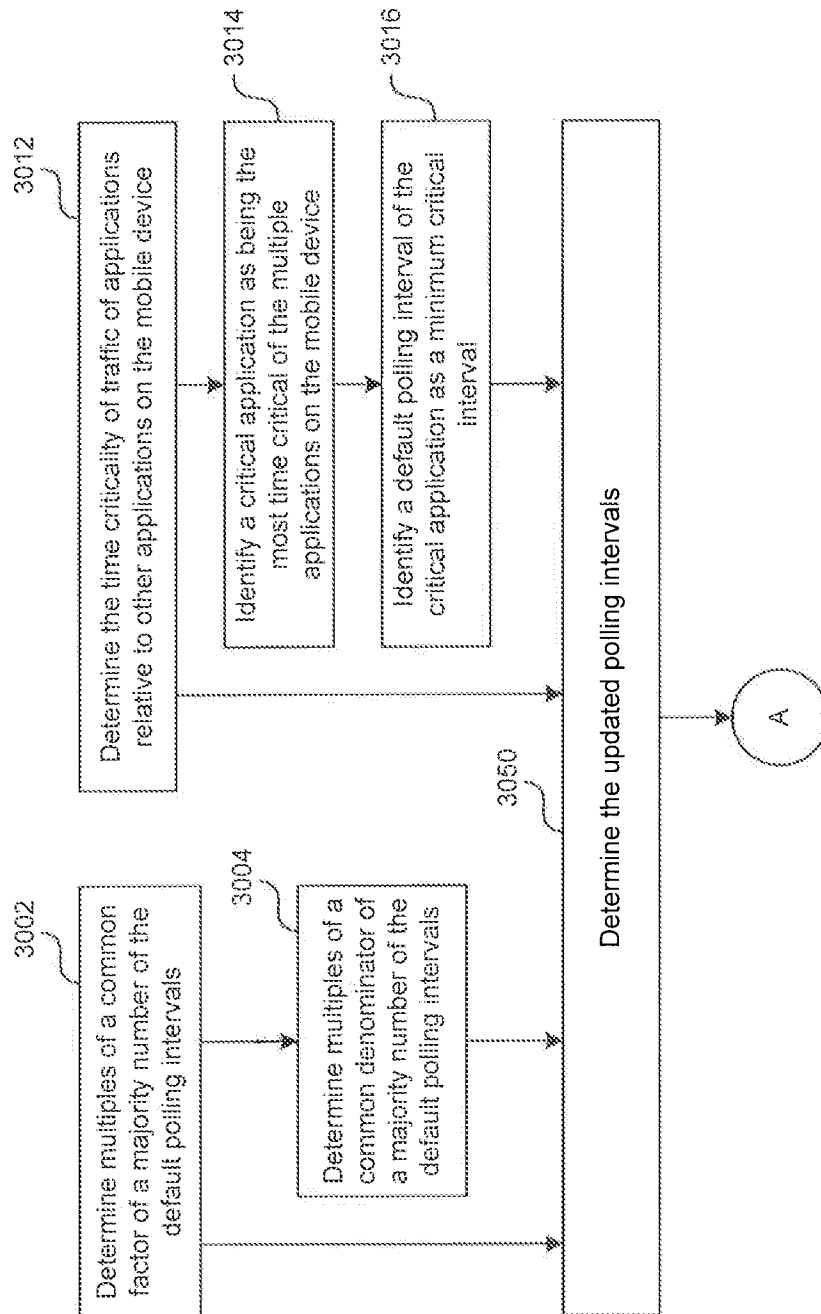 3002
Determine multiples of a common
factor of a majority number of the
default polling intervals
3004
Determine multiples of a
common denominator of
a majority number of the
default polling intervals
3012
Determine the time criticality of traffic of applications
relative to other applications on the mobile device
3014
Identify a critical application as being the
most time critical of the multiple
applications on the mobile device
3016
Identify a default polling interval of the
critical application as a minimum critical
interval
3050
Determine the updated polling intervals
A